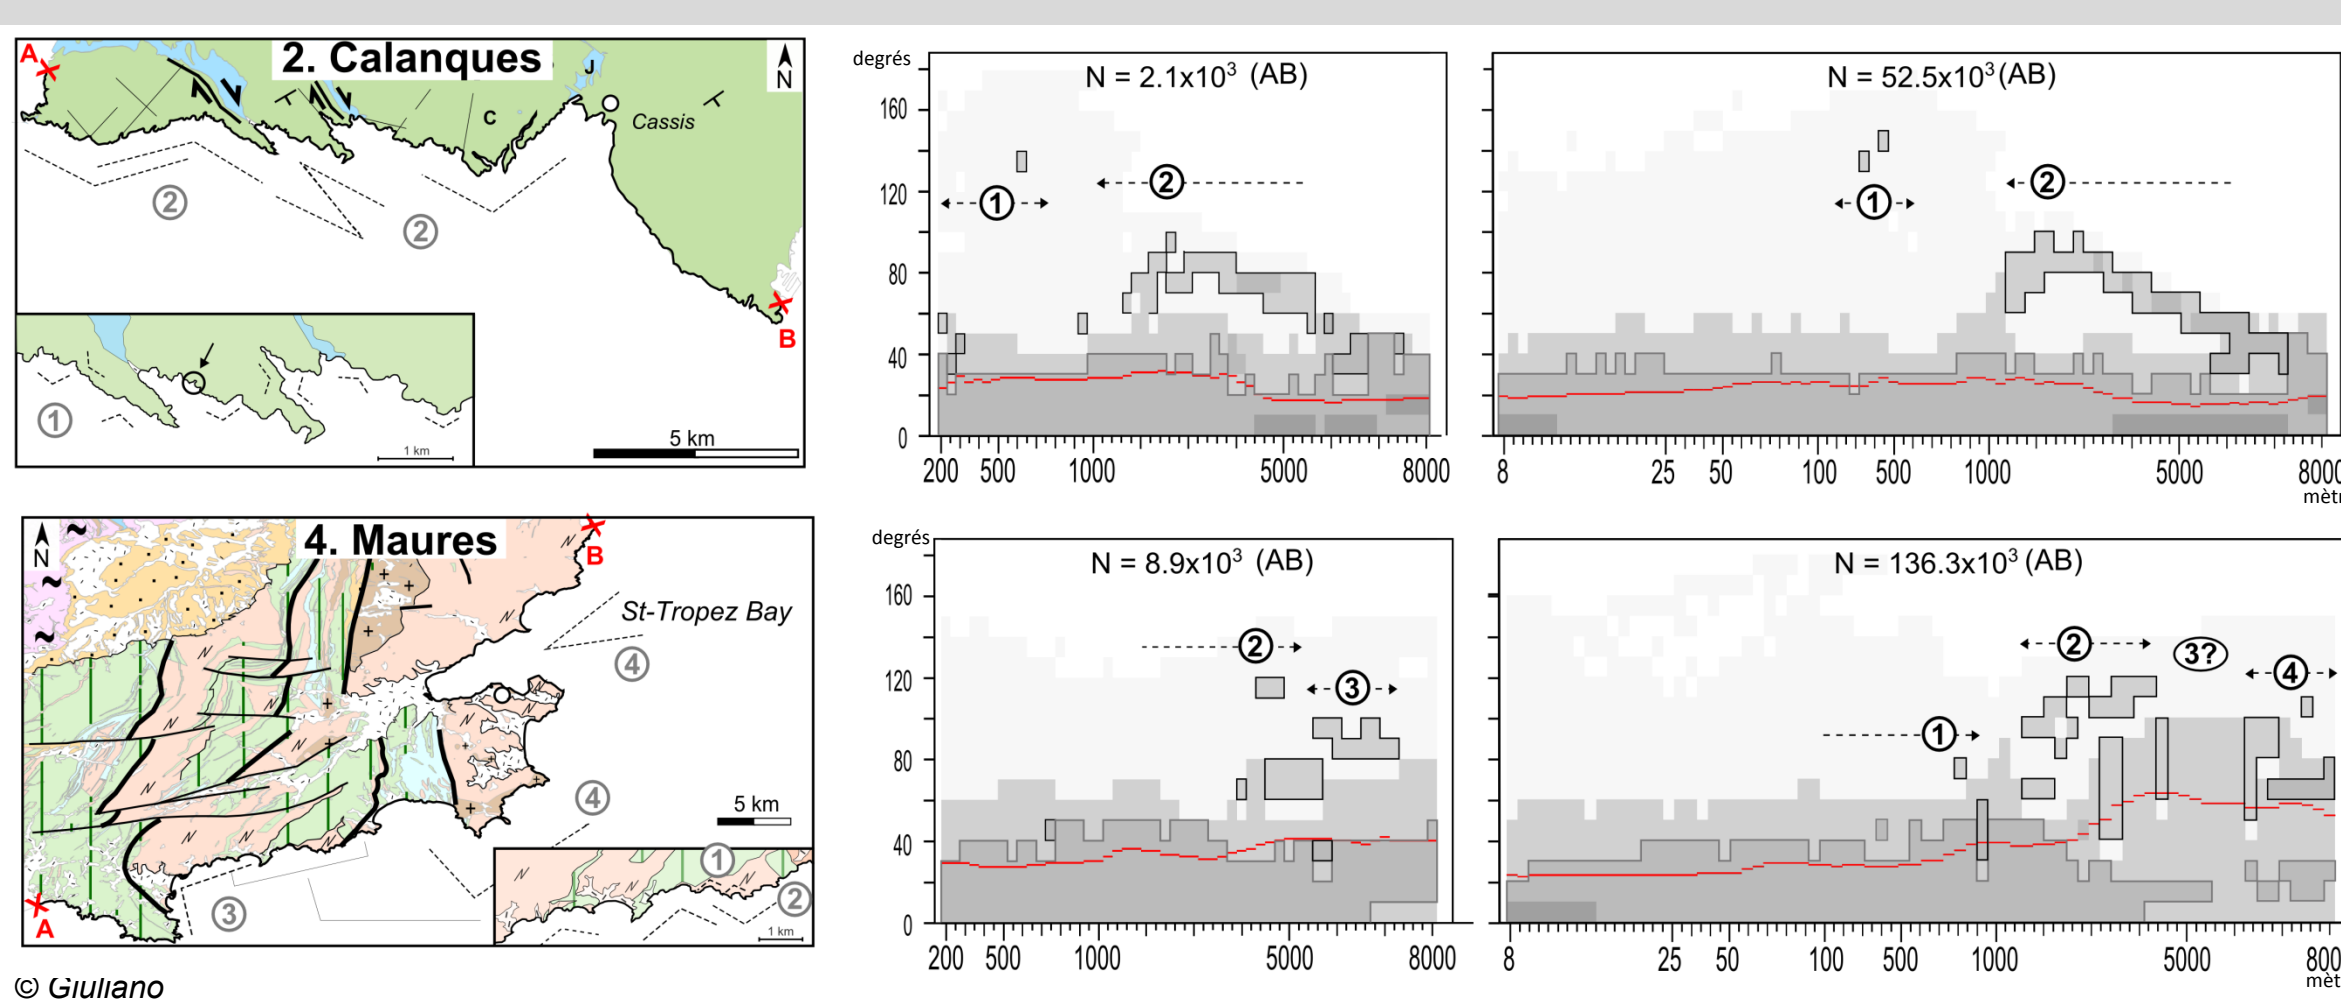 2. Calanques
A
N
J
C
Cassis
2
2
B
1
1 km
5 km
degrés
N = 2.1x10³ (AB)
160
120
80
40
0
1
2
200 500 1000 5000 8000
N = 52.5x10³ (AB)
1
2
8 25 50 100 500 1000 5000 8000
mèt
4. Maures
N
B
St-Tropez Bay
4
4
5 km
3
A
1
2
1 km
degrés
N = 8.9x10³ (AB)
160
120
80
40
0
2
3
200 500 1000 5000 8000
N = 136.3x10³ (AB)
1
2
3?
4
8 25 50 100 500 1000 5000 800
mèt
© Giuliano